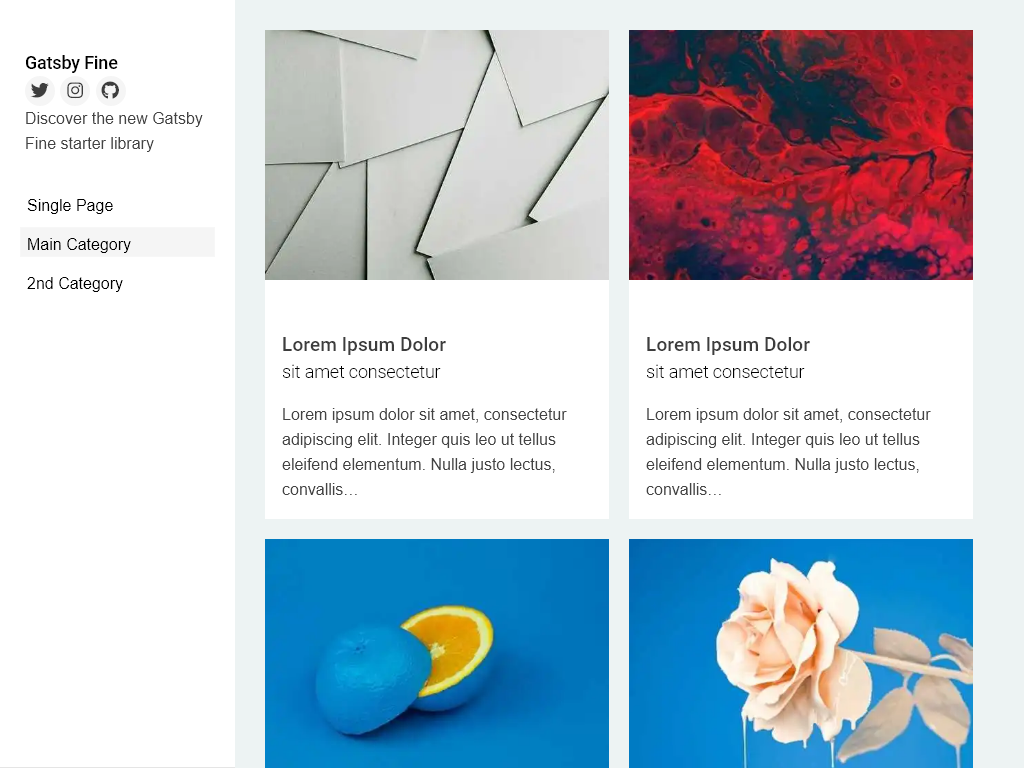 Gatsby Fine
Discover the new Gatsby
Fine starter library
Single Page
Main Category
2nd Category
Lorem Ipsum Dolor
sit amet consectetur
Lorem ipsum dolor sit amet, consectetur
adipiscing elit. Integer quis leo ut tellus
eleifend elementum. Nulla justo lectus,
convallis…
Lorem Ipsum Dolor
sit amet consectetur
Lorem ipsum dolor sit amet, consectetur
adipiscing elit. Integer quis leo ut tellus
eleifend elementum. Nulla justo lectus,
convallis…